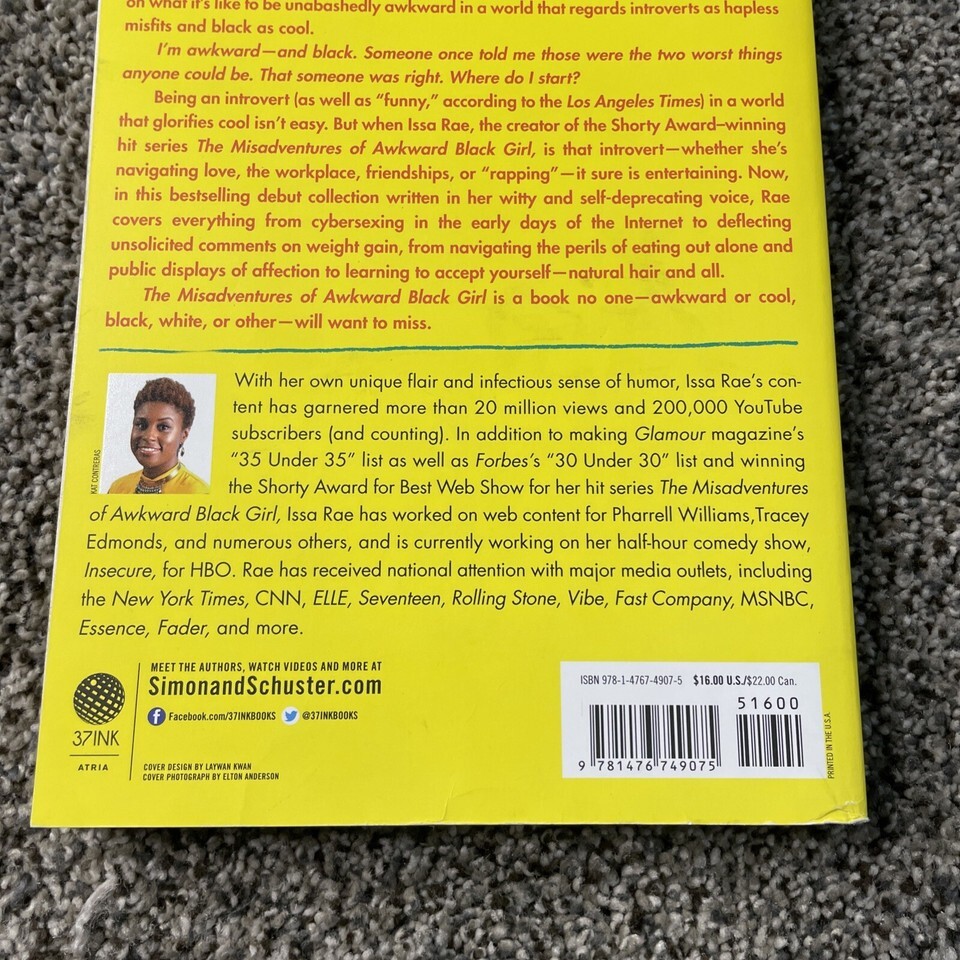 on what it's like to be unabashedly awkward in a world that regards introverts as hapless
misfits and black as cool.
I'm awkward—and black. Someone once told me those were the two worst things
anyone could be. That someone was right. Where do I start?
Being an introvert (as well as "funny," according to the Los Angeles Times) in a world
that glorifies cool isn't easy. But when Issa Rae, the creator of the Shorty Award–winning
hit series The Misadventures of Awkward Black Girl, is that introvert—whether she's
navigating love, the workplace, friendships, or "rapping"—it sure is entertaining. Now,
in this bestselling debut collection written in her witty and self-deprecating voice, Rae
covers everything from cybersexing in the early days of the Internet to deflecting
unsolicited comments on weight gain, from navigating the perils of eating out alone and
public displays of affection to learning to accept yourself—natural hair and all.
The Misadventures of Awkward Black Girl is a book no one—awkward or cool,
black, white, or other—will want to miss.
With her own unique flair and infectious sense of humor, Issa Rae's con-
tent has garnered more than 20 million views and 200,000 YouTube
subscribers (and counting). In addition to making Glamour magazine's
"35 Under 35" list as well as Forbes's "30 Under 30" list and winning
the Shorty Award for Best Web Show for her hit series The Misadventures
of Awkward Black Girl, Issa Rae has worked on web content for Pharrell Williams,Tracey
Edmonds, and numerous others, and is currently working on her half-hour comedy show,
Insecure, for HBO. Rae has received national attention with major media outlets, including
the New York Times, CNN, ELLE, Seventeen, Rolling Stone, Vibe, Fast Company, MSNBC,
Essence, Fader, and more.
KAT CONTRERAS
MEET THE AUTHORS, WATCH VIDEOS AND MORE AT
SimonandSchuster.com
f Facebook.com/37INKBOOKS @37INKBOOKS
37INK
ATRIA
COVER DESIGN BY LAYWAN KWAN
COVER PHOTOGRAPH BY ELTON ANDERSON
ISBN 978-1-4767-4907-5 $16.00 U.S./$22.00 Can.
51600
9 781476 749075
PRINTED IN THE U.S.A.